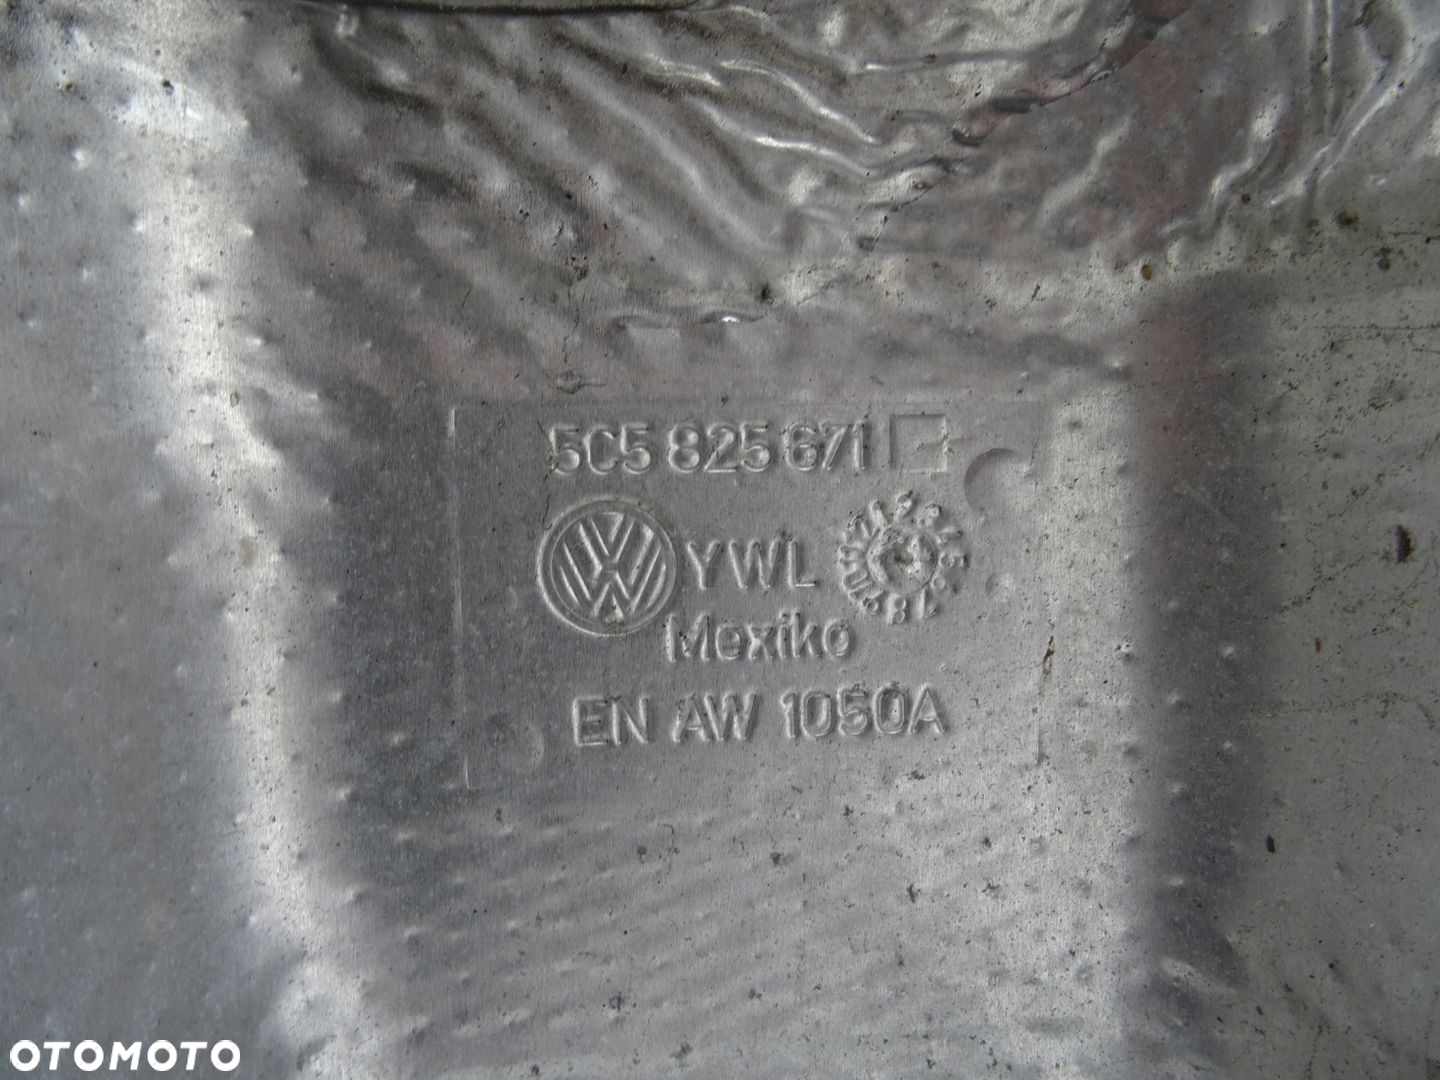 5C5 825 671
YWL
Mexiko
EN AW 1050A
OTOMOTO